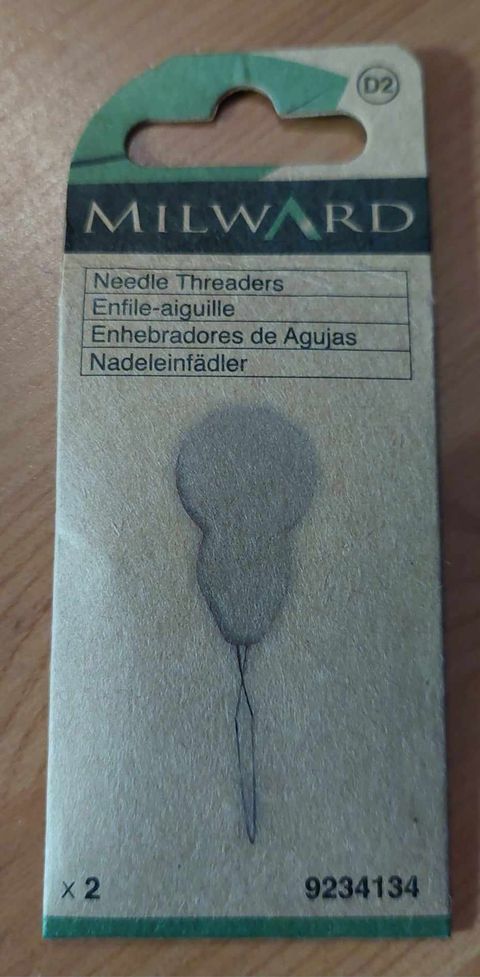 D2
MILWARD
Needle Threaders
Enfile-aiguille
Enhebradores de Agujas
Nadeleinfädler
x 2
9234134